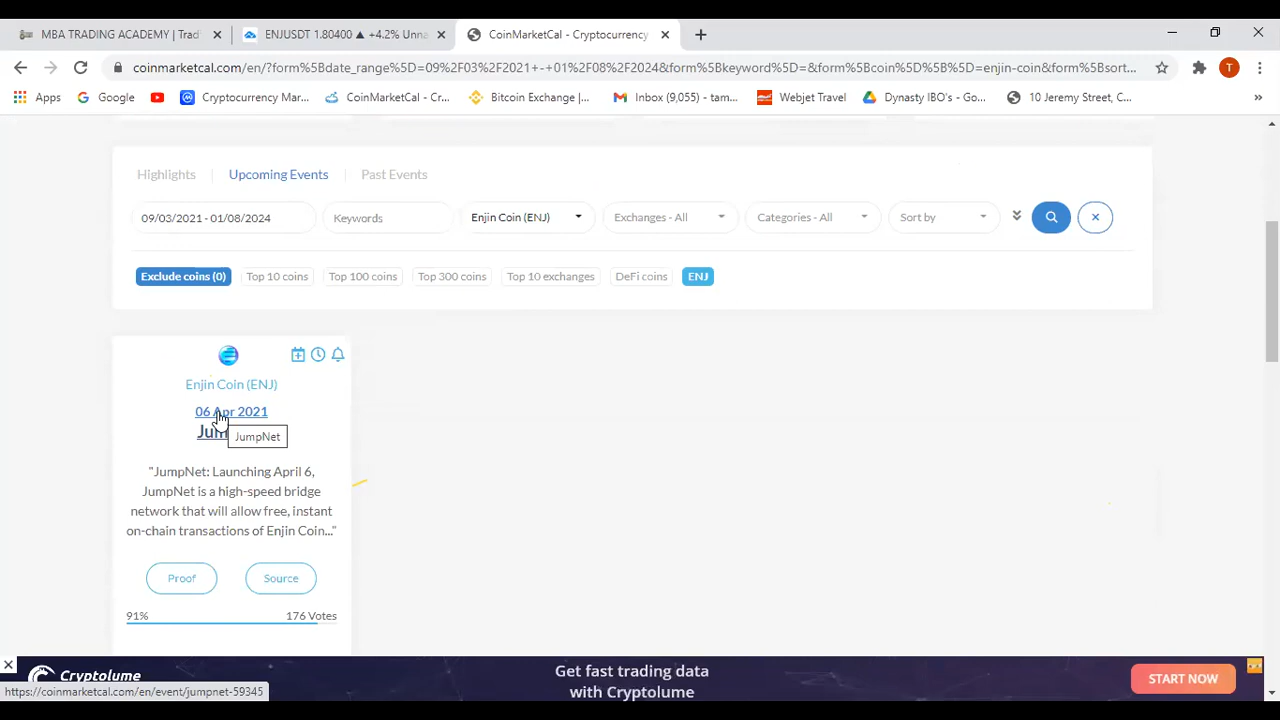 MBA TRADING ACADEMY | Trad
ENJUSDT 1.80400 ▲ +4.2% Unna
CoinMarketCal - Cryptocurrency
coinmarketcal.com/en/?form%5Bdate_range%5D=09%2F03%2F2021+-+01%2F08%2F2024&form%5Bkeyword%5D=&form%5Bcoin%5D%5B%5D=enjin-coin&form%5Bsort...
T
Apps
Google
Cryptocurrency Mar...
CoinMarketCal - Cr...
Bitcoin Exchange |...
Inbox (9,055) - tam...
Webjet Travel
Dynasty IBO's - Go...
10 Jeremy Street, C...
Highlights
Upcoming Events
Past Events
09/03/2021 - 01/08/2024
Keywords
Enjin Coin (ENJ)
Exchanges - All
Categories - All
Sort by
Exclude coins (0)
Top 10 coins
Top 100 coins
Top 300 coins
Top 10 exchanges
DeFi coins
ENJ
Enjin Coin (ENJ)
06 Apr 2021
Jum
JumpNet
"JumpNet: Launching April 6,
JumpNet is a high-speed bridge
network that will allow free, instant
on-chain transactions of Enjin Coin..."
Proof
Source
91%
176 Votes
Cryptolume
Get fast trading data
with Cryptolume
START NOW
https://coinmarketcal.com/en/event/jumpnet-59345